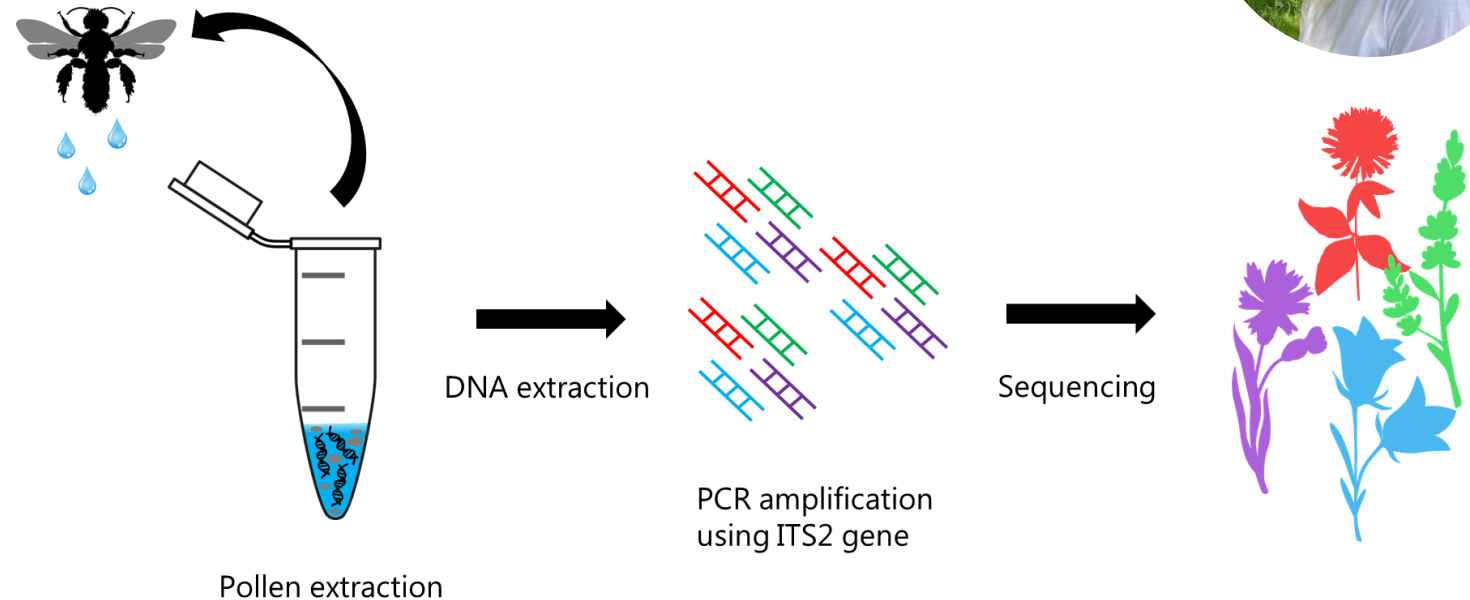 DNA extraction
Sequencing
PCR amplification
using ITS2 gene
Pollen extraction